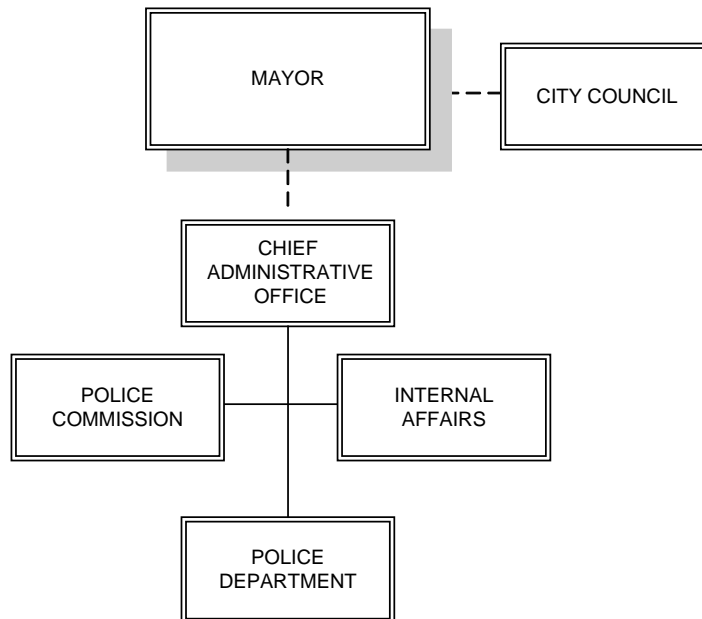 MAYOR
CITY COUNCIL
CHIEF
ADMINISTRATIVE
OFFICE
POLICE
COMMISSION
INTERNAL
AFFAIRS
POLICE
DEPARTMENT